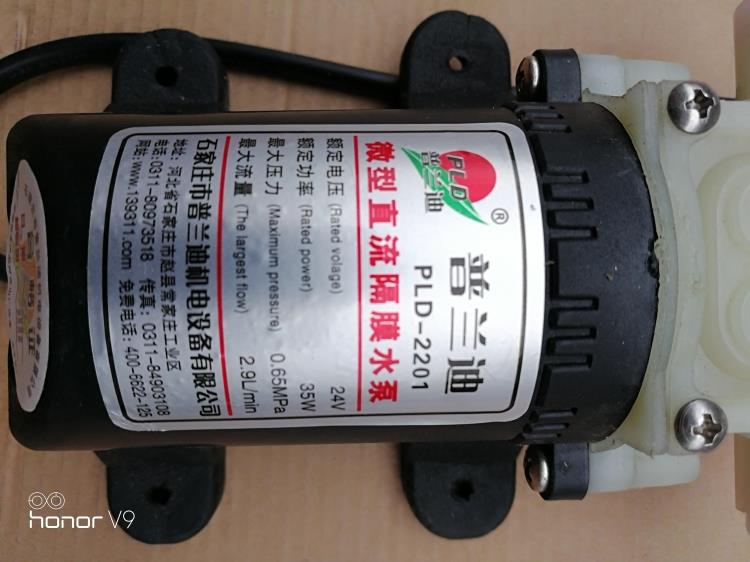 PLD
普兰迪
®
普兰迪
PLD-2201
微型直流隔膜水泵
额定电压 (Rated volage) 24V
额定功率 (Rated power) 35W
最大压力 (Maximum pressure) 0.65MPa
最大流量 (The largest flow) 2.9L/min
石家庄市普兰迪机电设备有限公司
地址: 河北省石家庄市赵县常家庄工业区
电话:0311-80973518 传真: 0311-84903108
网站:www.139311.com 免费电话: 400-6622-125
honor V9